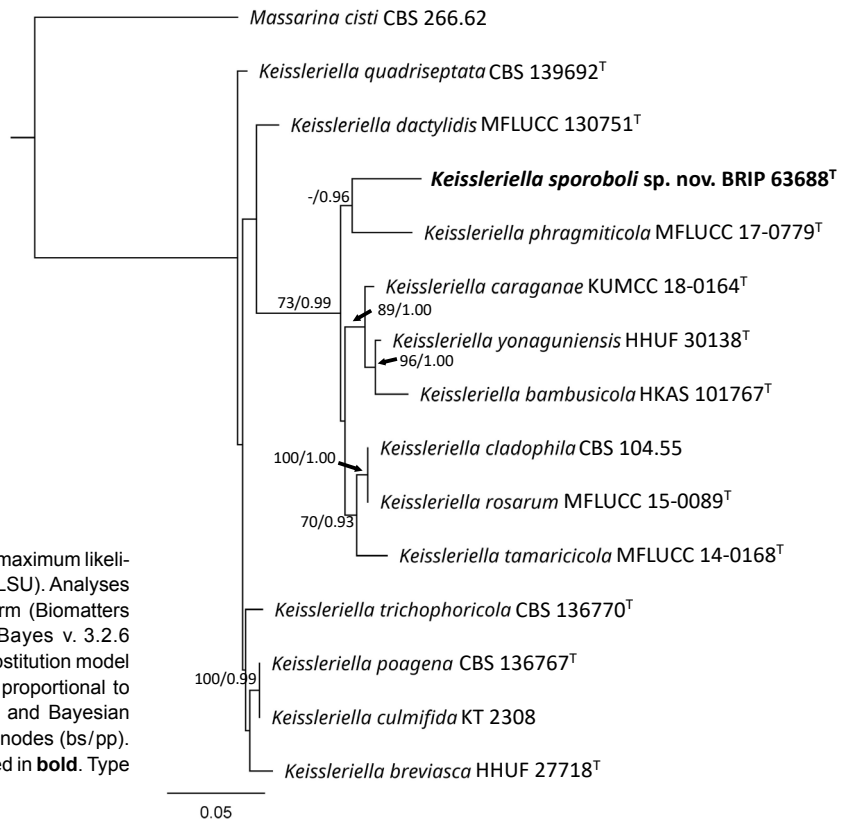 Massarina cisti CBS 266.62
Keissleriella quadriseptata CBS 139692T
Keissleriella dactylidis MFLUCC 130751T
Keissleriella sporoboli sp. nov. BRIP 63688T
-/0.96
Keissleriella phragmiticola MFLUCC 17-0779T
Keissleriella caraganae KUMCC 18-0164T
73/0.99
89/1.00
Keissleriella yonaguniensis HHUF 30138T
96/1.00
Keissleriella bambusicola HKAS 101767T
Keissleriella cladophila CBS 104.55
100/1.00
Keissleriella rosarum MFLUCC 15-0089T
70/0.93
Keissleriella tamaricicola MFLUCC 14-0168T
Keissleriella trichophoricola CBS 136770T
Keissleriella poagena CBS 136767T
100/0.99
Keissleriella culmifida KT 2308
Keissleriella breviasca HHUF 27718T
0.05
maximum likeli-
LSU). Analyses
rm (Biomatters
Bayes v. 3.2.6
ostitution model
proportional to
and Bayesian
nodes (bs/pp).
ed in bold. Type